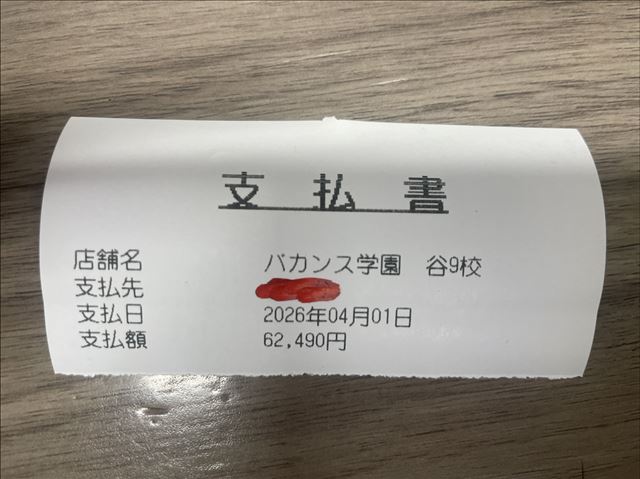 支払書
店舗名 バカンス学園 谷9校
支払先
支払日 2026年04月01日
支払額 62,490円